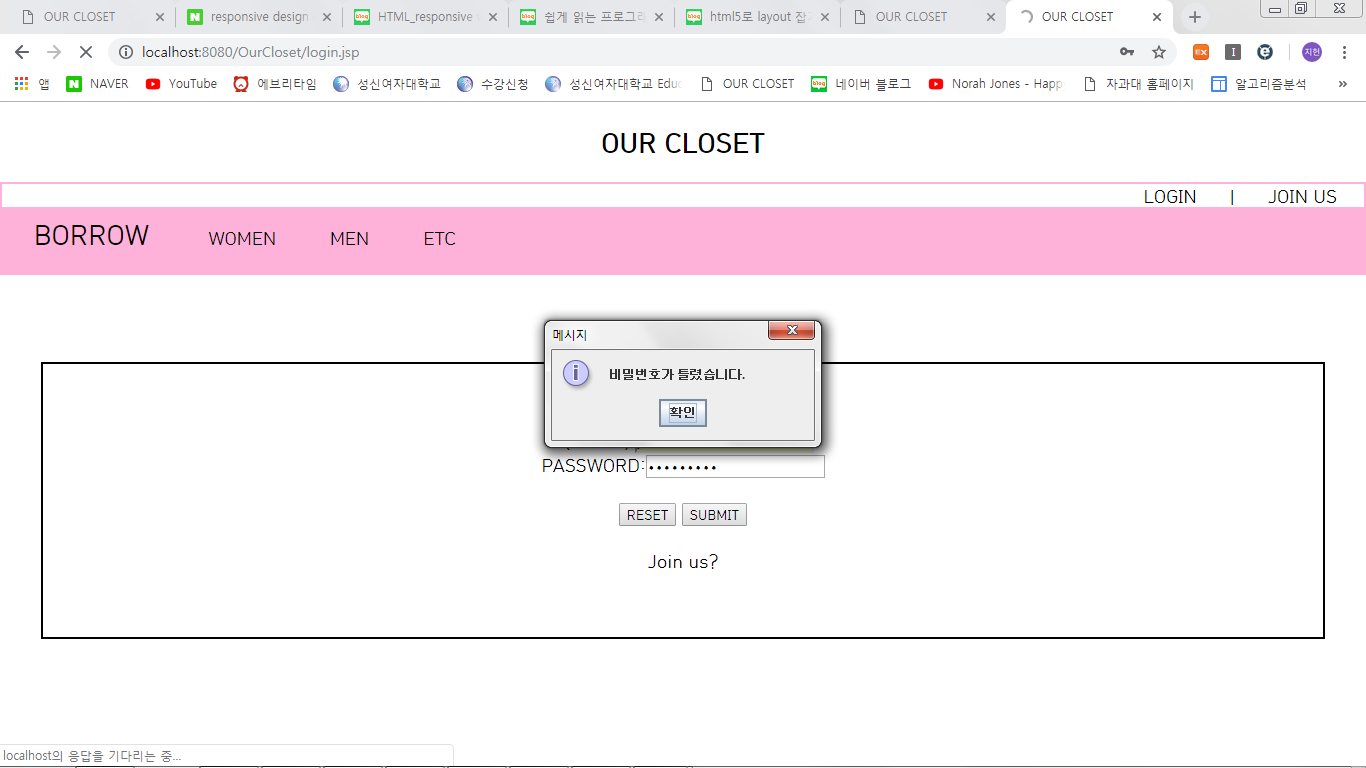 OUR CLOSET
responsive design
HTML_responsive
쉽게 읽는 프로그래
html5로 layout 잡
OUR CLOSET
OUR CLOSET
localhost:8080/OurCloset/login.jsp
지헌
앱
NAVER
YouTube
에브리타임
성신여자대학교
수강신청
성신여자대학교 Educ
OUR CLOSET
네이버 블로그
Norah Jones - Happ
자과대 홈페이지
알고리즘분석
»
OUR CLOSET
LOGIN | JOIN US
BORROW WOMEN MEN ETC
메시지
비밀번호가 틀렸습니다.
확인
PASSWORD: •••••••••
RESET SUBMIT
Join us?
localhost의 응답을 기다리는 중...